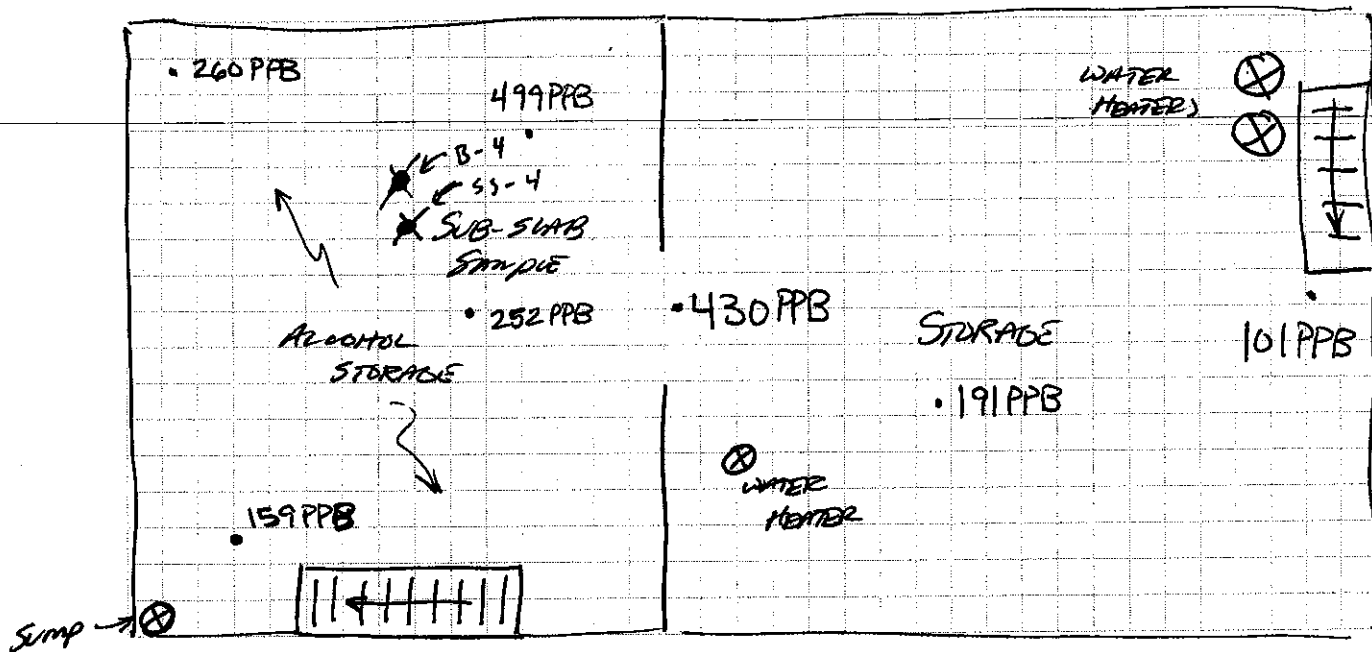 260 PPB
499 PPB
B-4
SS-4
SUB-SLAB
SAMPLE
252 PPB
ALCOHOL
STORAGE
159 PPB
SUMP
WATER
HEATERS
430 PPB
STORAGE
101 PPB
191 PPB
WATER
HEATER